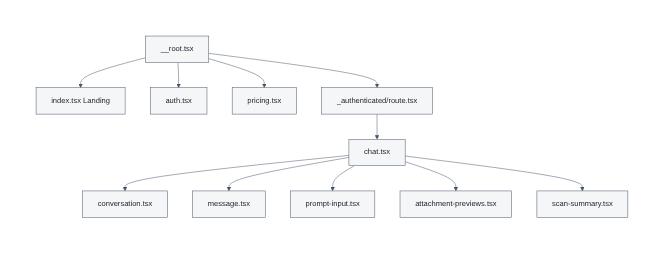 __root.tsx
index.tsx Landing
auth.tsx
pricing.tsx
_authenticated/route.tsx
chat.tsx
conversation.tsx
message.tsx
prompt-input.tsx
attachment-previews.tsx
scan-summary.tsx